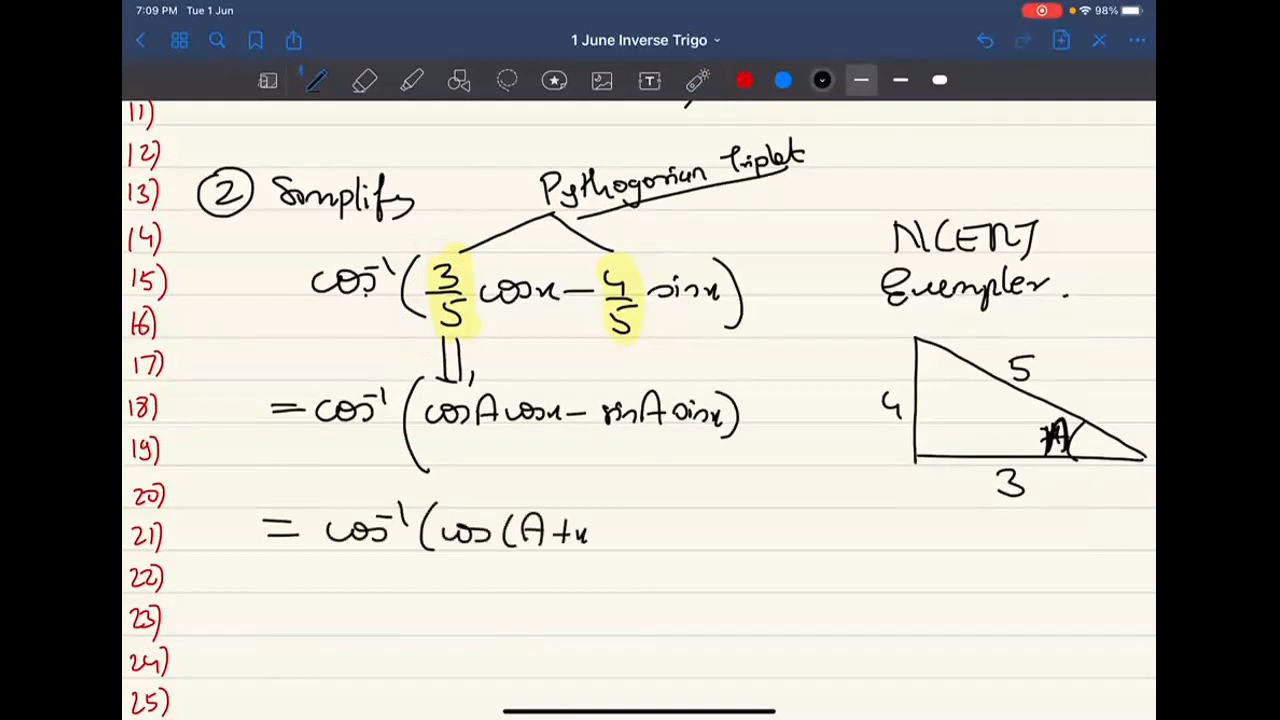 7:09 PM Tue 1 Jun
98%
1 June Inverse Trigo
11)
12)
13)
14)
15)
16)
17)
18)
19)
20)
21)
22)
23)
24)
25)
Pythogorian Triplet
② Simplify
cos⁻¹(3/5 cosx − 4/5 sinx)
= cos⁻¹(cosA cosx − sinA sinx)
= cos⁻¹(cos(A+x
NCERT
Exempler.
5
4
A
3